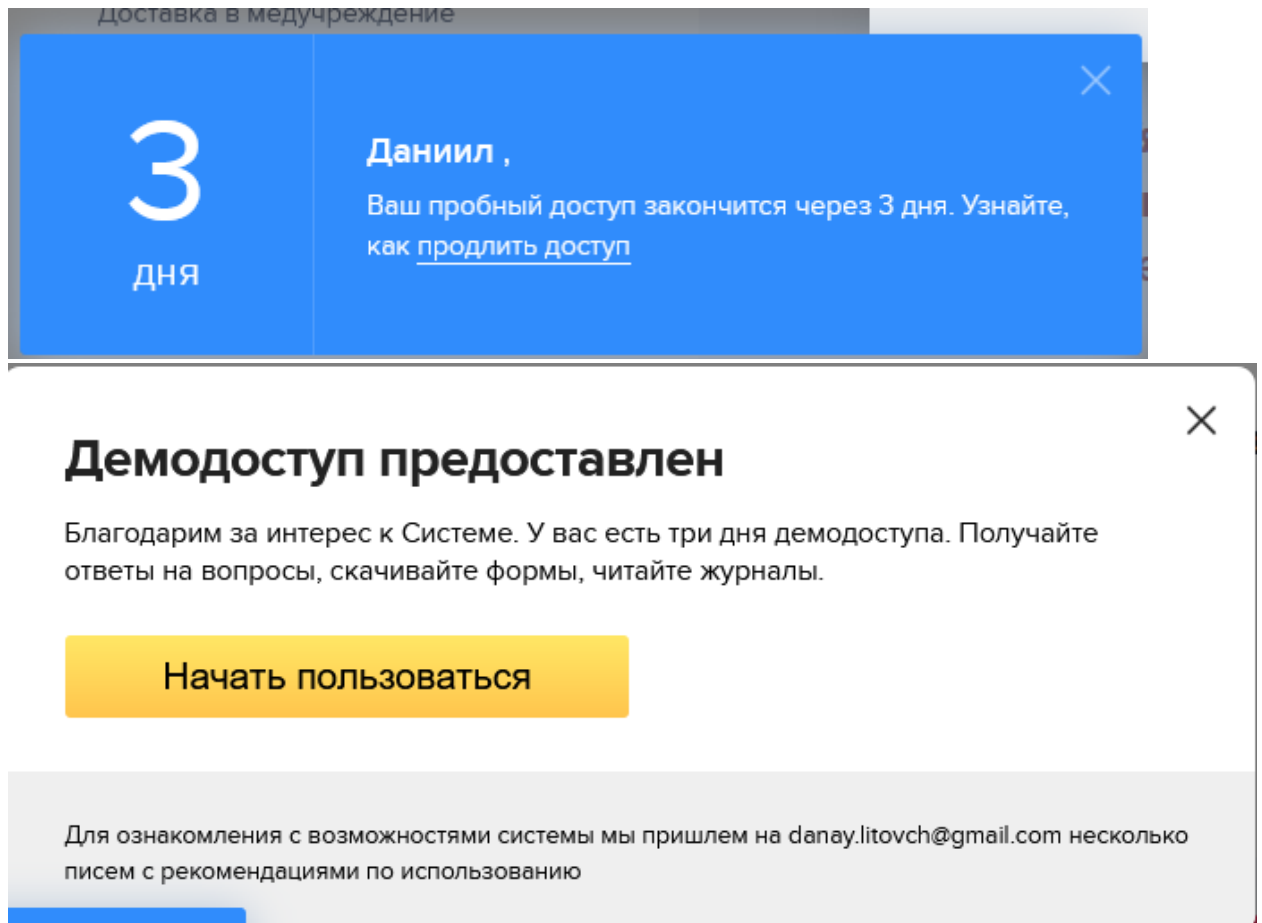 Доставка в медучреждение
3
дня
Даниил ,
Ваш пробный доступ закончится через 3 дня. Узнайте,
как продлить доступ
Демодоступ предоставлен
Благодарим за интерес к Системе. У вас есть три дня демодоступа. Получайте
ответы на вопросы, скачивайте формы, читайте журналы.
Начать пользоваться
Для ознакомления с возможностями системы мы пришлем на danay.litovch@gmail.com несколько
писем с рекомендациями по использованию